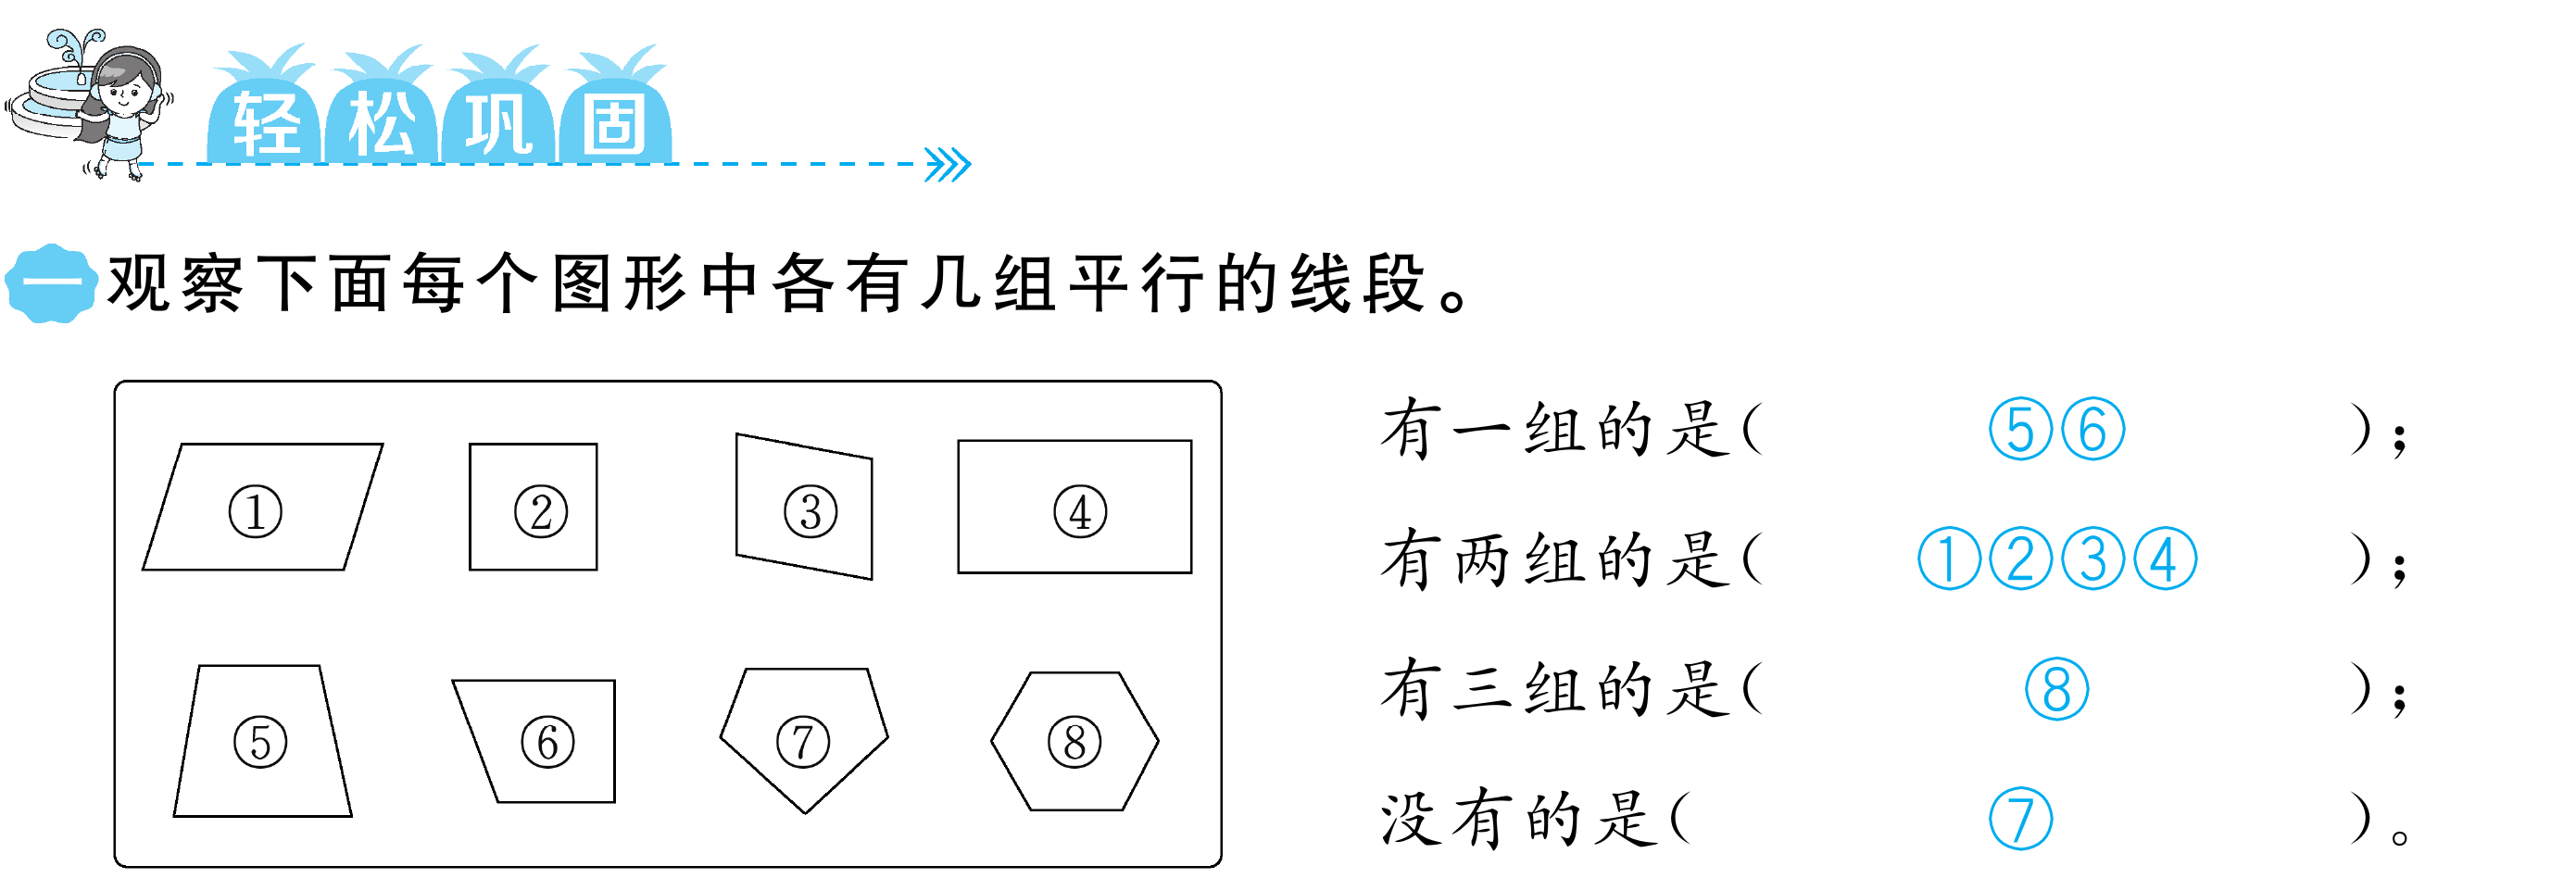 轻松巩固
一 观察下面每个图形中各有几组平行的线段。
① ② ③ ④
⑤ ⑥ ⑦ ⑧
有一组的是( ⑤⑥ );
有两组的是( ①②③④ );
有三组的是( ⑧ );
没有的是( ⑦ )。